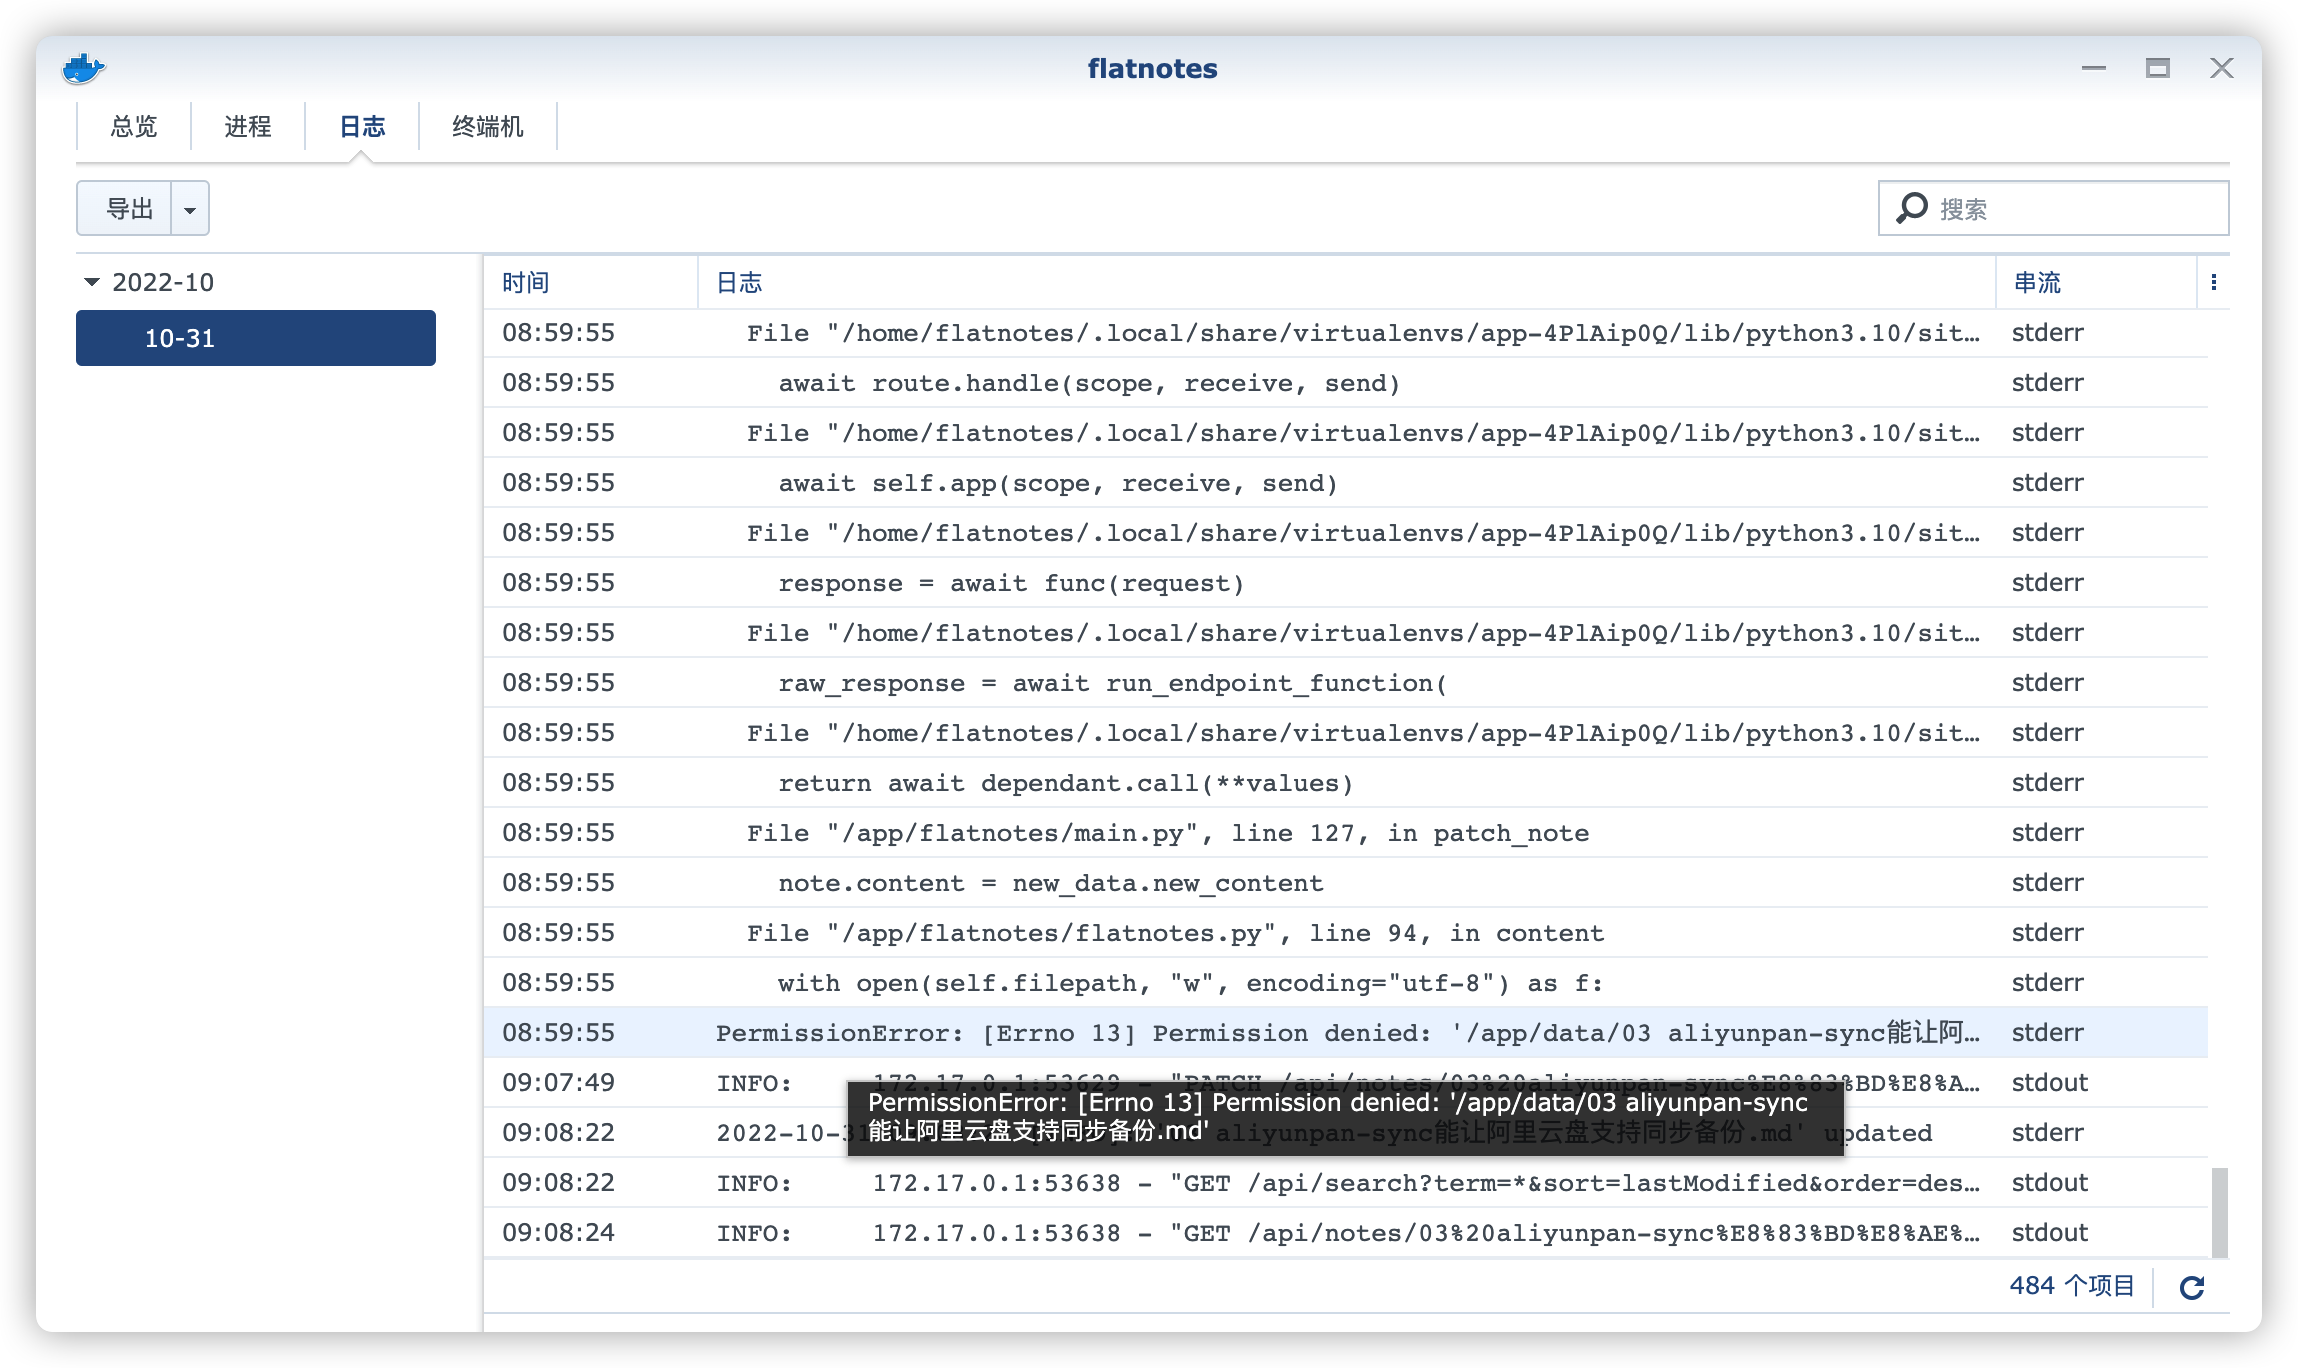 flatnotes
总览 进程 日志 终端机
导出 搜索
2022-10
10-31
时间 日志 串流
08:59:55 File "/home/flatnotes/.local/share/virtualenvs/app-4PlAip0Q/lib/python3.10/sit… stderr
08:59:55 await route.handle(scope, receive, send) stderr
08:59:55 File "/home/flatnotes/.local/share/virtualenvs/app-4PlAip0Q/lib/python3.10/sit… stderr
08:59:55 await self.app(scope, receive, send) stderr
08:59:55 File "/home/flatnotes/.local/share/virtualenvs/app-4PlAip0Q/lib/python3.10/sit… stderr
08:59:55 response = await func(request) stderr
08:59:55 File "/home/flatnotes/.local/share/virtualenvs/app-4PlAip0Q/lib/python3.10/sit… stderr
08:59:55 raw_response = await run_endpoint_function( stderr
08:59:55 File "/home/flatnotes/.local/share/virtualenvs/app-4PlAip0Q/lib/python3.10/sit… stderr
08:59:55 return await dependant.call(**values) stderr
08:59:55 File "/app/flatnotes/main.py", line 127, in patch_note stderr
08:59:55 note.content = new_data.new_content stderr
08:59:55 File "/app/flatnotes/flatnotes.py", line 94, in content stderr
08:59:55 with open(self.filepath, "w", encoding="utf-8") as f: stderr
08:59:55 PermissionError: [Errno 13] Permission denied: '/app/data/03 aliyunpan-sync能让阿… stderr
09:07:49 INFO: 172.17.0.1:53629 - "PATCH /api/notes/03%20aliyunpan-sync%E8%83%BD%E8%A… stdout
PermissionError: [Errno 13] Permission denied: '/app/data/03 aliyunpan-sync
能让阿里云盘支持同步备份.md'
09:08:22 2022-10-31 aliyunpan-sync能让阿里云盘支持同步备份.md' updated stderr
09:08:22 INFO: 172.17.0.1:53638 - "GET /api/search?term=*&sort=lastModified&order=des… stdout
09:08:24 INFO: 172.17.0.1:53638 - "GET /api/notes/03%20aliyunpan-sync%E8%83%BD%E8%AE%… stdout
484 个项目